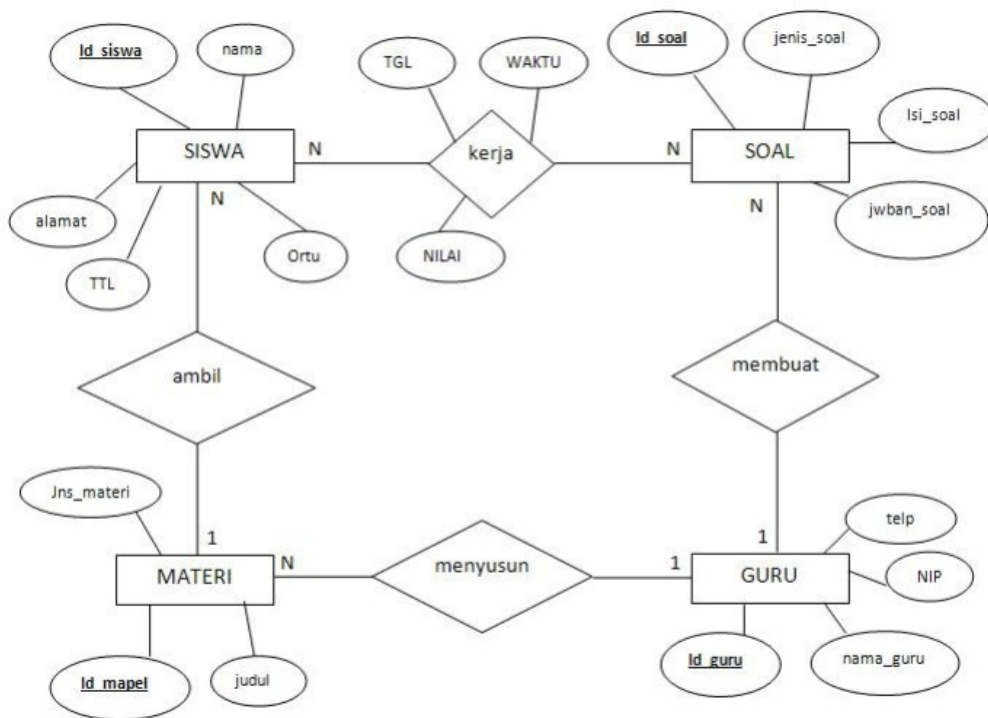 Id_siswa
nama
TGL
WAKTU
Id_soal
jenis_soal
Isi_soal
SISWA
N
kerja
N
SOAL
N
N
alamat
jwban_soal
TTL
Ortu
NILAI
ambil
membuat
Jns_materi
telp
1
1
MATERI
N
menyusun
1
GURU
NIP
Id_mapel
judul
Id_guru
nama_guru